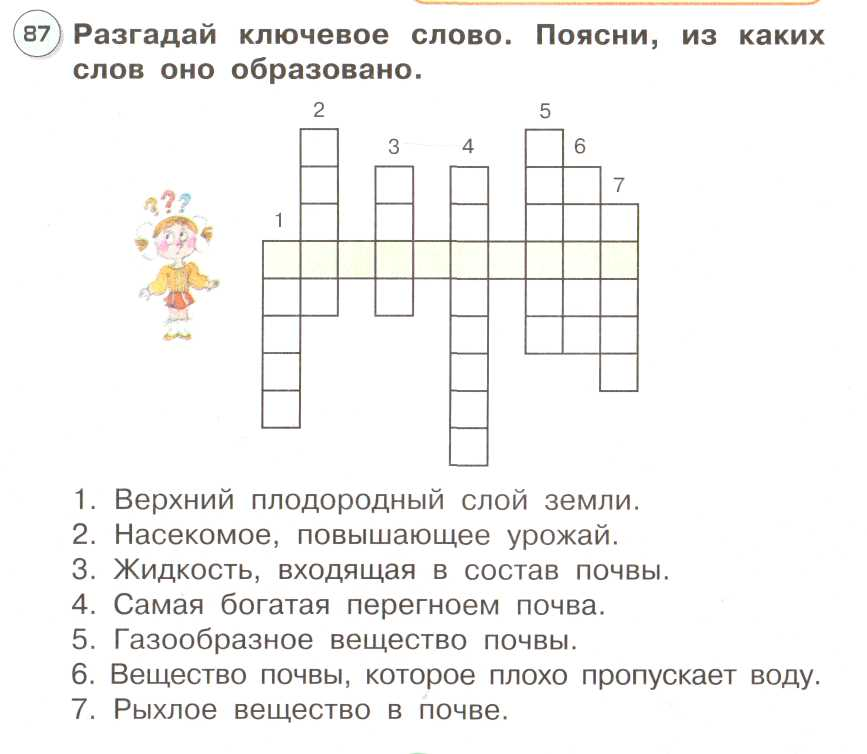 87 Разгадай ключевое слово. Поясни, из каких
слов оно образовано.
2 5
3 4 6
7
1
???
1. Верхний плодородный слой земли.
2. Насекомое, повышающее урожай.
3. Жидкость, входящая в состав почвы.
4. Самая богатая перегноем почва.
5. Газообразное вещество почвы.
6. Вещество почвы, которое плохо пропускает воду.
7. Рыхлое вещество в почве.